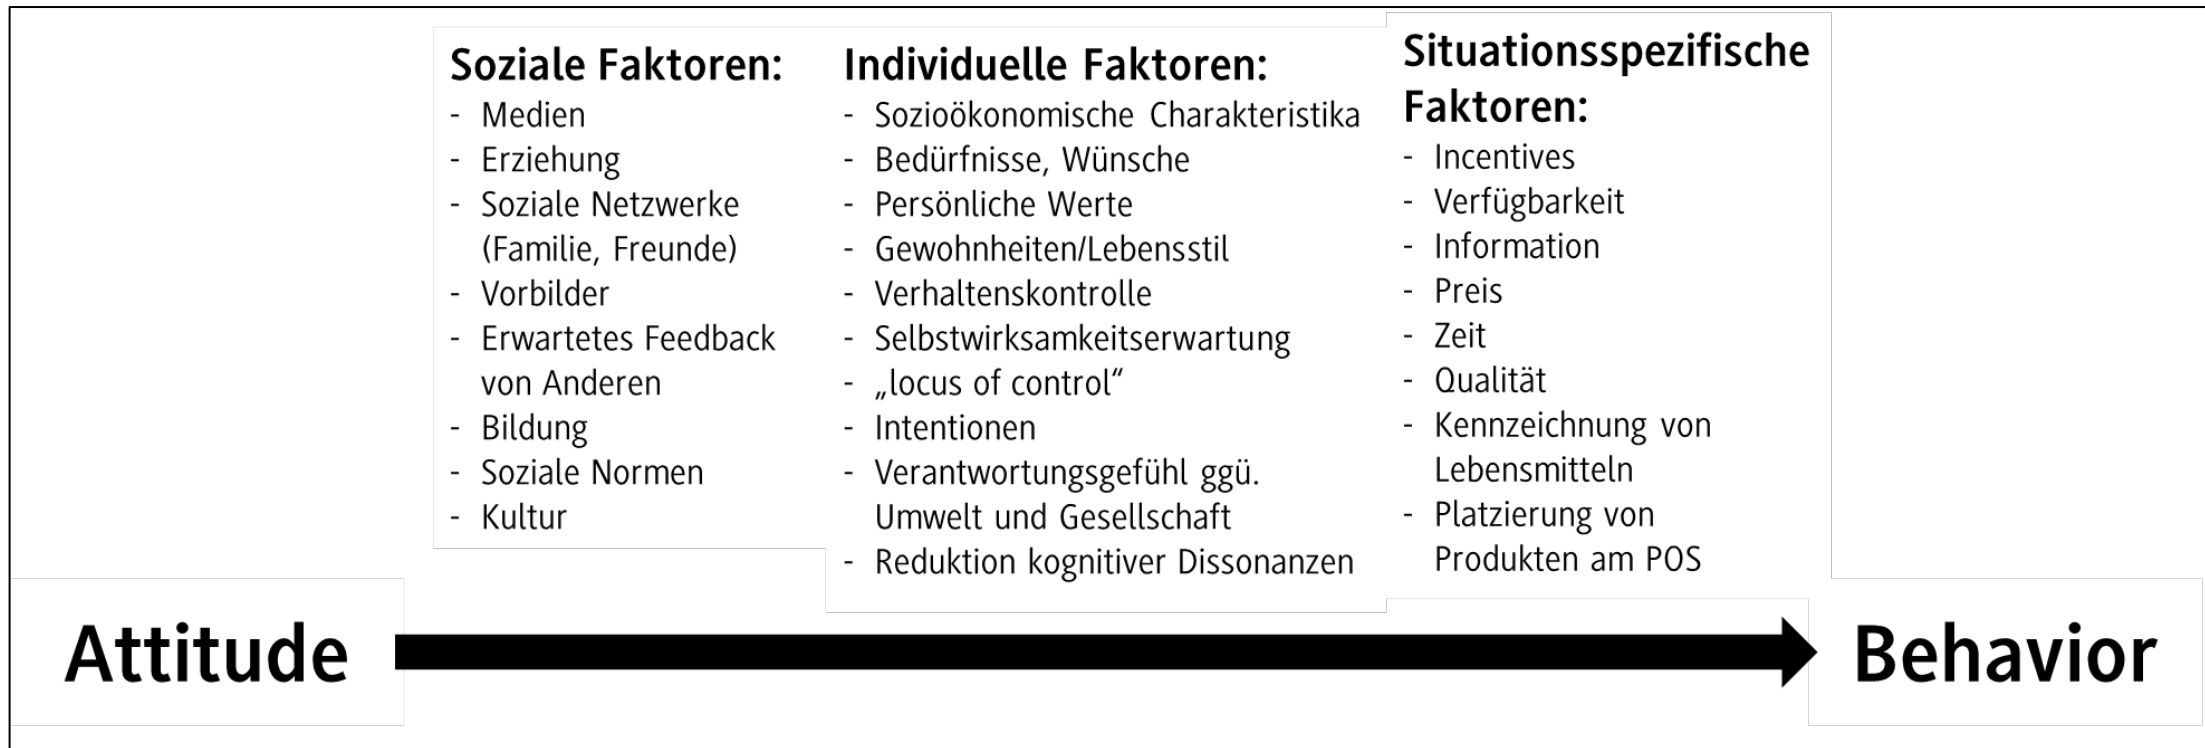 Soziale Faktoren:
- Medien
- Erziehung
- Soziale Netzwerke
(Familie, Freunde)
- Vorbilder
- Erwartetes Feedback
von Anderen
- Bildung
- Soziale Normen
- Kultur
Individuelle Faktoren:
- Sozioökonomische Charakteristika
- Bedürfnisse, Wünsche
- Persönliche Werte
- Gewohnheiten/Lebensstil
- Verhaltenskontrolle
- Selbstwirksamkeitserwartung
- „locus of control“
- Intentionen
- Verantwortungsgefühl ggü.
Umwelt und Gesellschaft
- Reduktion kognitiver Dissonanzen
Situationsspezifische
Faktoren:
- Incentives
- Verfügbarkeit
- Information
- Preis
- Zeit
- Qualität
- Kennzeichnung von
Lebensmitteln
- Platzierung von
Produkten am POS
Attitude
Behavior